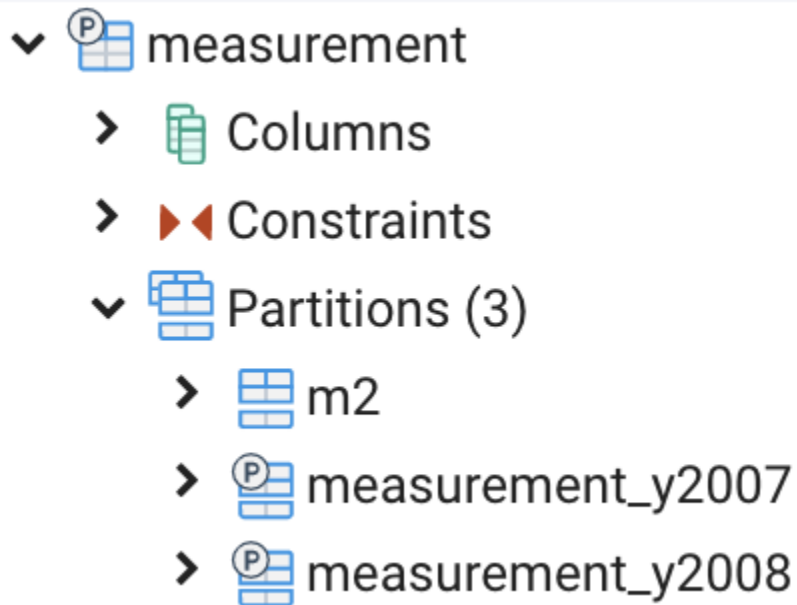 P measurement
Columns
Constraints
Partitions (3)
m2
P measurement_y2007
P measurement_y2008